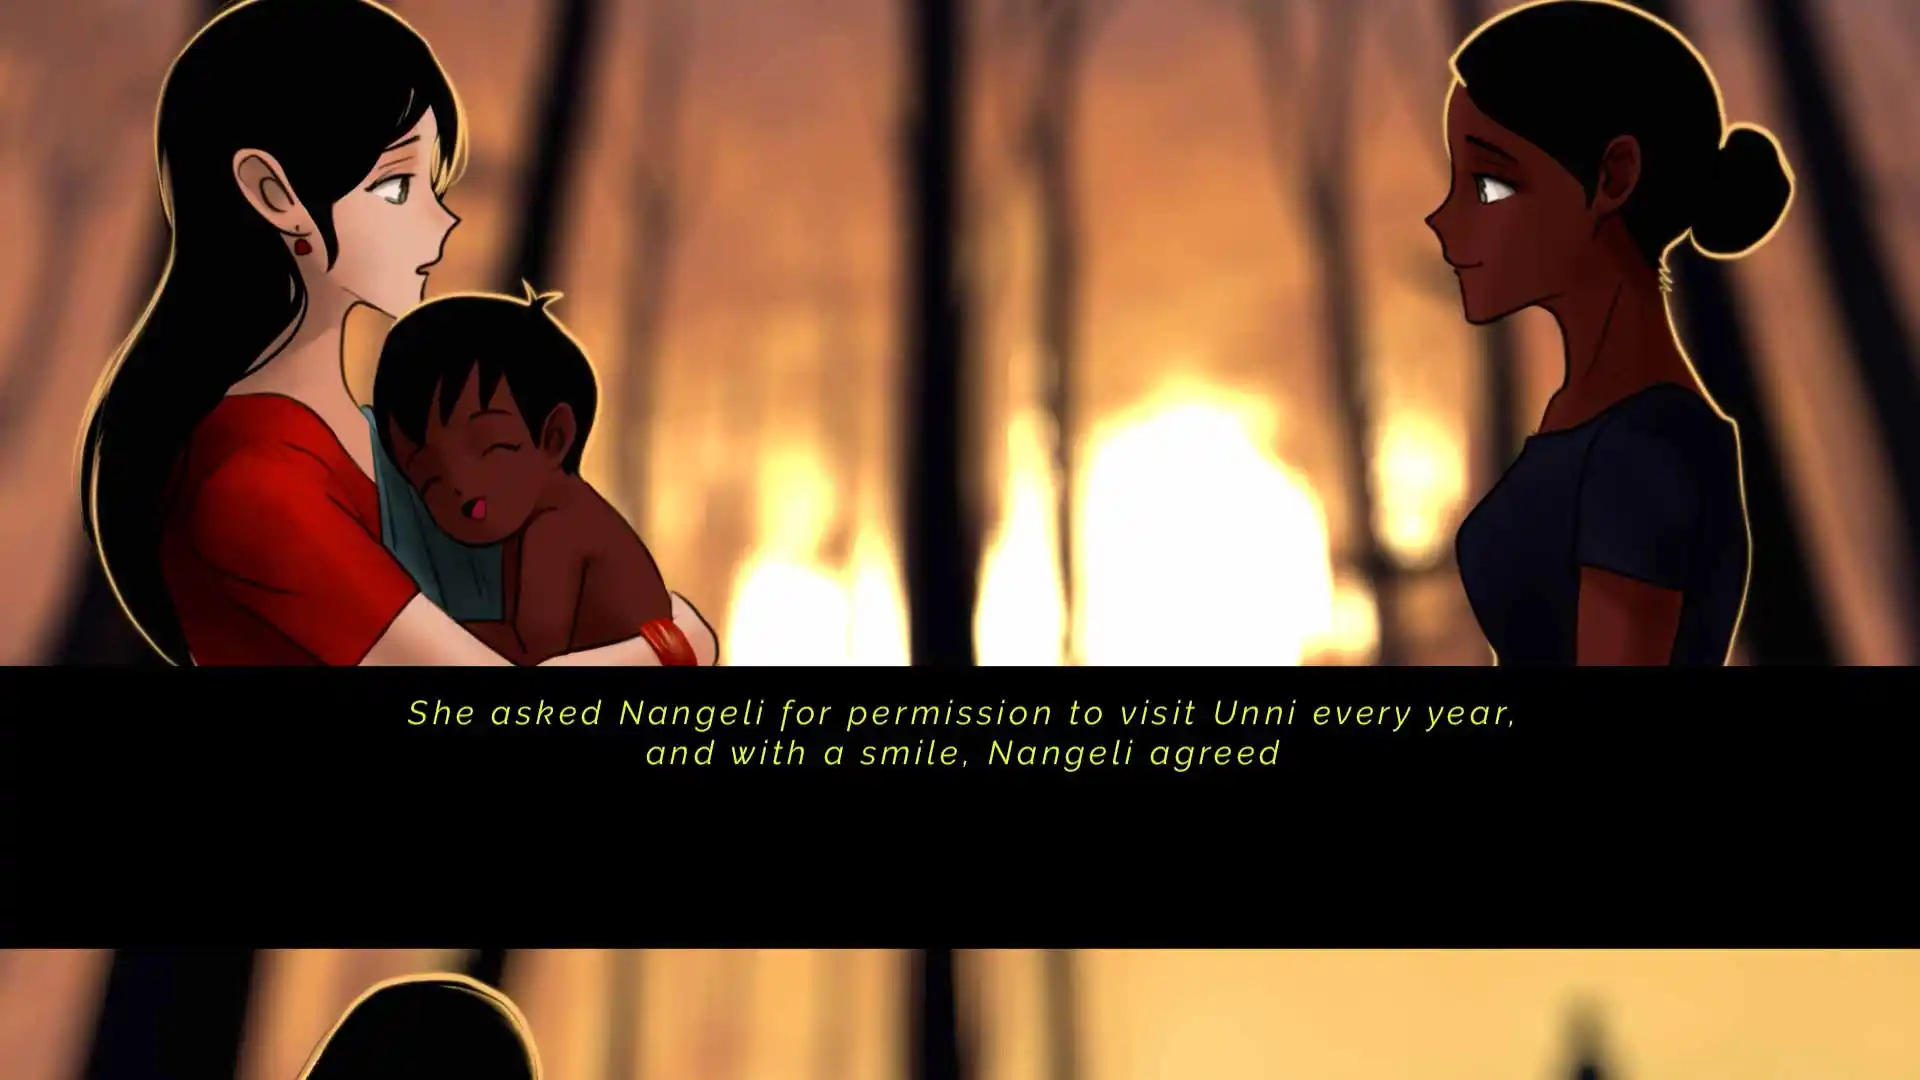 She asked Nangeli for permission to visit Unni every year,
and with a smile, Nangeli agreed